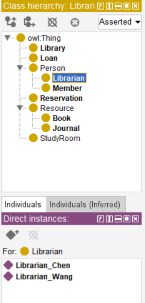 Class hierarchy: Librarian
Asserted
owl:Thing
Library
Loan
Person
Librarian
Member
Reservation
Resource
Book
Journal
StudyRoom
Individuals
Individuals (Inferred)
Direct instances:
For: Librarian
Librarian_Chen
Librarian_Wang